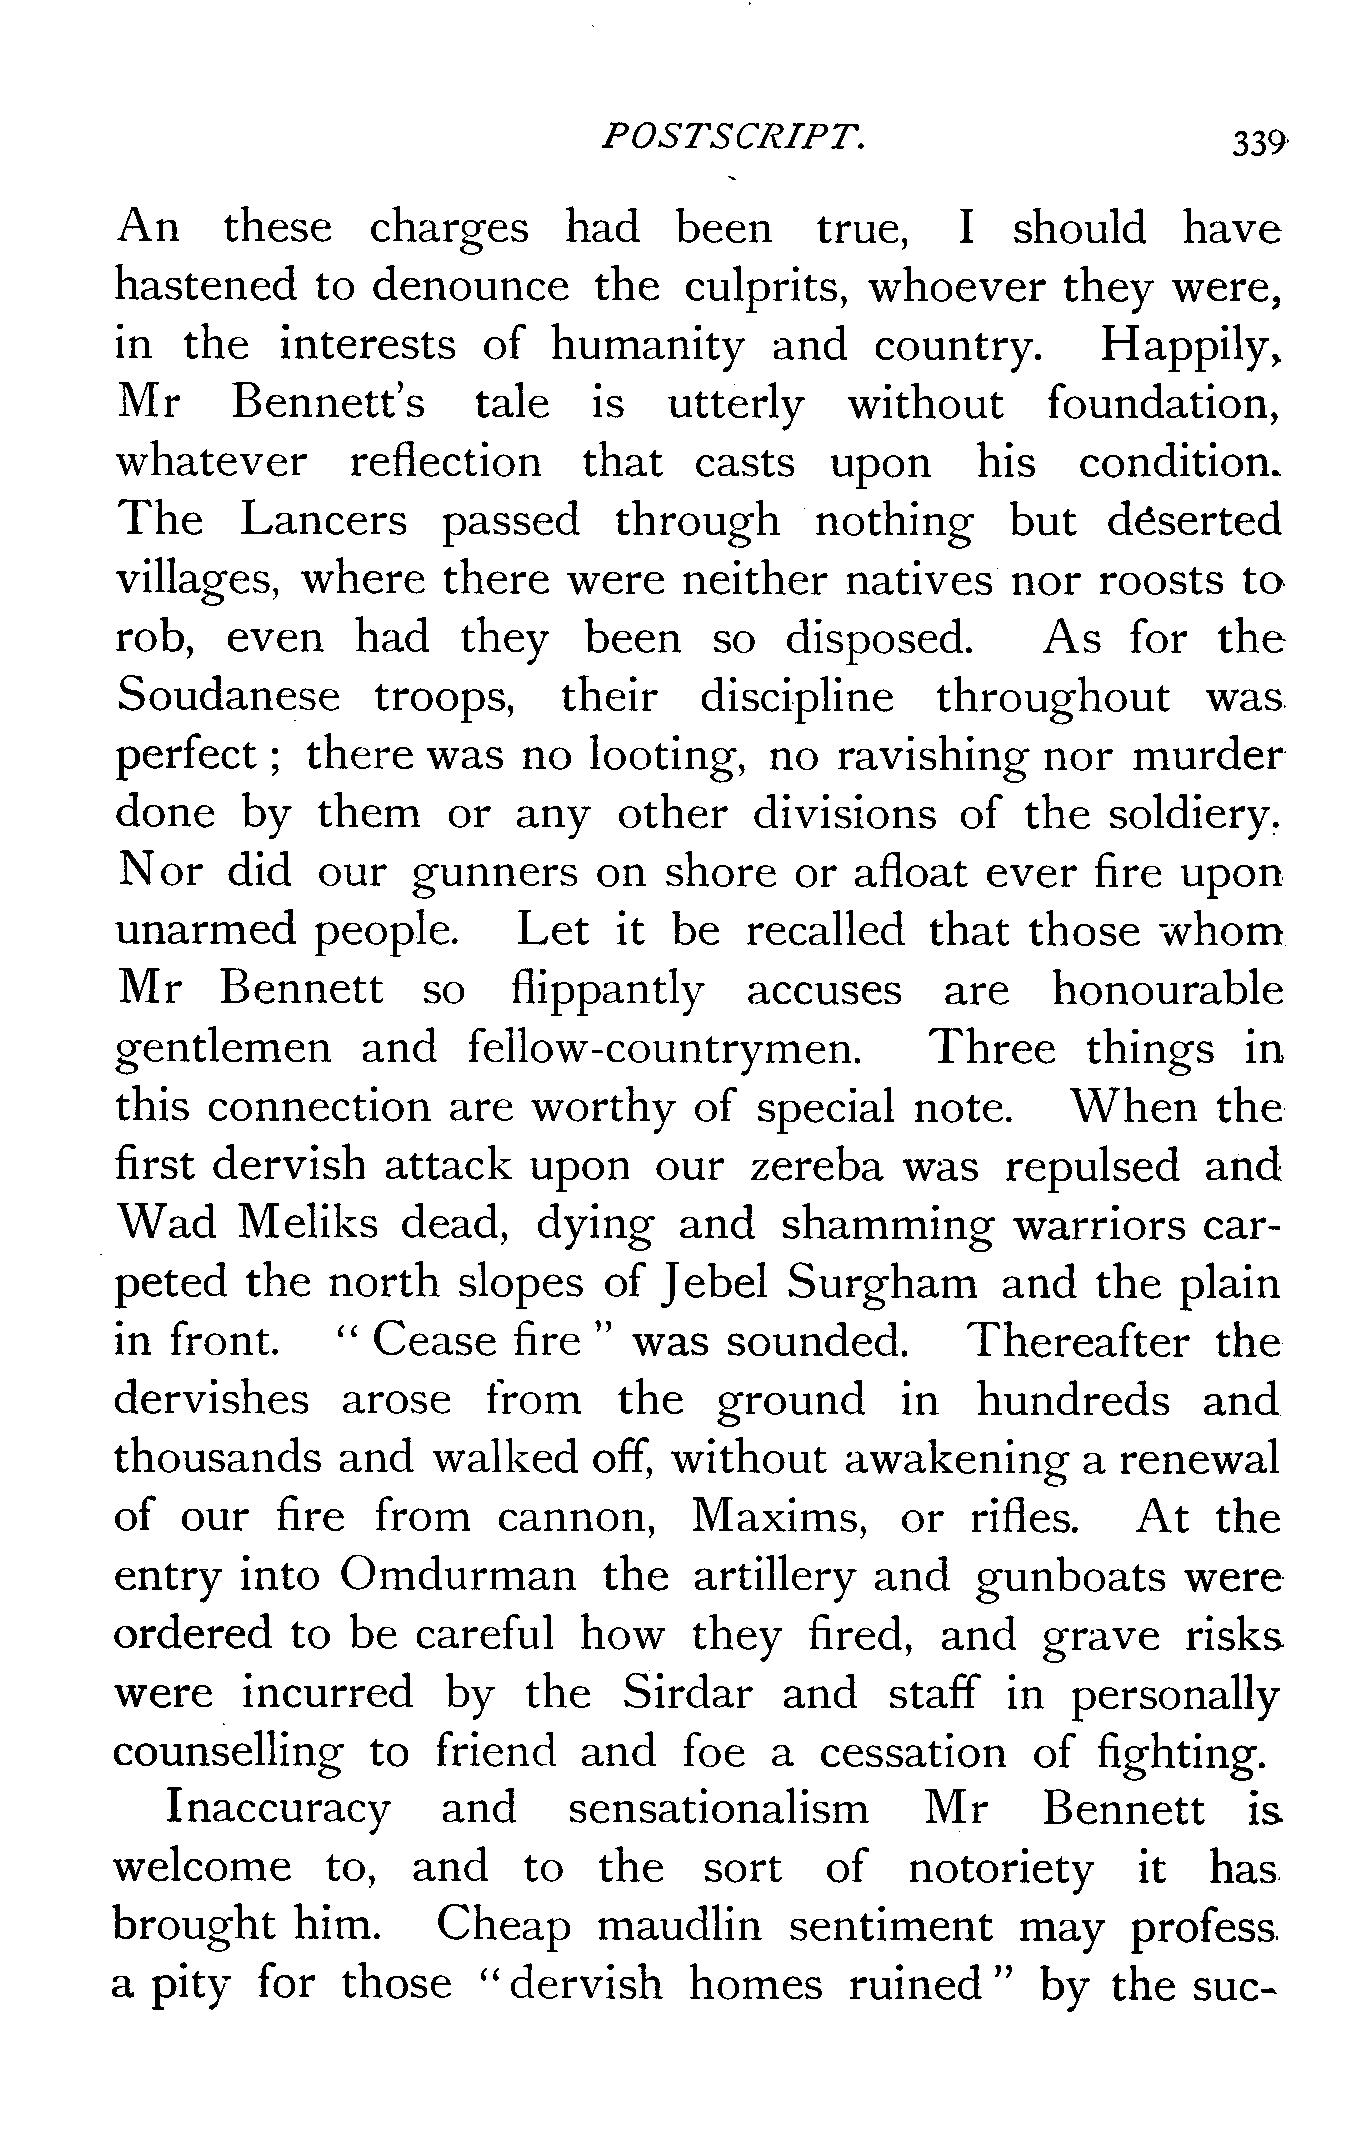 POSTSCRIPT. 339
An these charges had been true, I should have
hastened to denounce the culprits, whoever they were,
in the interests of humanity and country. Happily,
Mr Bennett's tale is utterly without foundation,
whatever reflection that casts upon his condition.
The Lancers passed through nothing but deserted
villages, where there were neither natives nor roosts to
rob, even had they been so disposed. As for the
Soudanese troops, their discipline throughout was
perfect ; there was no looting, no ravishing nor murder
done by them or any other divisions of the soldiery.
Nor did our gunners on shore or afloat ever fire upon
unarmed people. Let it be recalled that those whom
Mr Bennett so flippantly accuses are honourable
gentlemen and fellow-countrymen. Three things in
this connection are worthy of special note. When the
first dervish attack upon our zereba was repulsed and
Wad Meliks dead, dying and shamming warriors car-
peted the north slopes of Jebel Surgham and the plain
in front. " Cease fire " was sounded. Thereafter the
dervishes arose from the ground in hundreds and
thousands and walked off, without awakening a renewal
of our fire from cannon, Maxims, or rifles. At the
entry into Omdurman the artillery and gunboats were
ordered to be careful how they fired, and grave risks
were incurred by the Sirdar and staff in personally
counselling to friend and foe a cessation of fighting.
Inaccuracy and sensationalism Mr Bennett is
welcome to, and to the sort of notoriety it has
brought him. Cheap maudlin sentiment may profess
a pity for those " dervish homes ruined " by the suc-